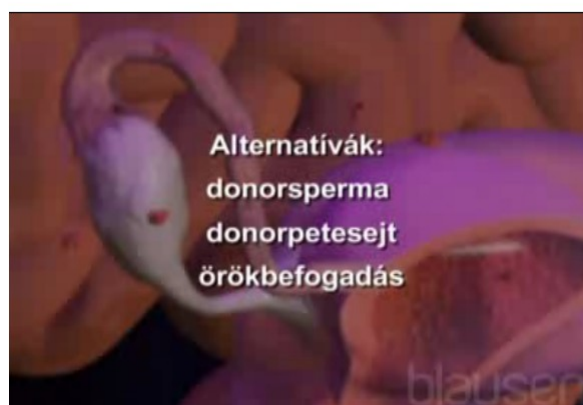 Alternatívák:
donorsperma
donorpetesejt
örökbefogadás
blausen